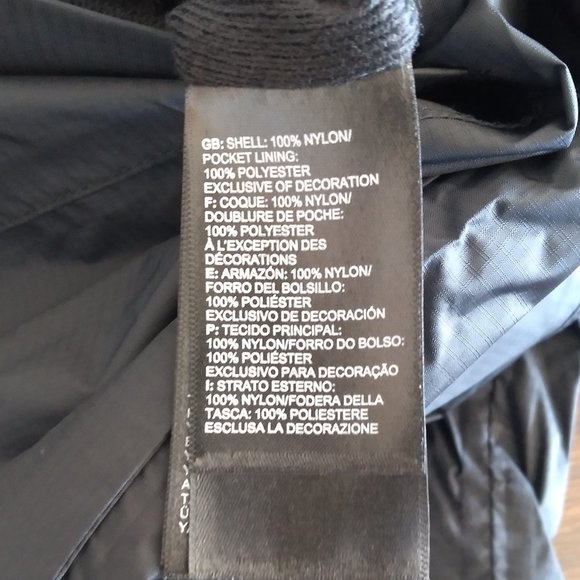 GB: SHELL: 100% NYLON/
POCKET LINING:
100% POLYESTER
EXCLUSIVE OF DECORATION
F: COQUE: 100% NYLON/
DOUBLURE DE POCHE:
100% POLYESTER
À L'EXCEPTION DES
DÉCORATIONS
E: ARMAZÓN: 100% NYLON/
FORRO DEL BOLSILLO:
100% POLIÉSTER
EXCLUSIVO DE DECORACIÓN
P: TECIDO PRINCIPAL:
100% NYLON/FORRO DO BOLSO:
100% POLIÉSTER
EXCLUSIVO PARA DECORAÇÃO
I: STRATO ESTERNO:
100% NYLON/FODERA DELLA
TASCA: 100% POLIESTERE
ESCLUSA LA DECORAZIONE